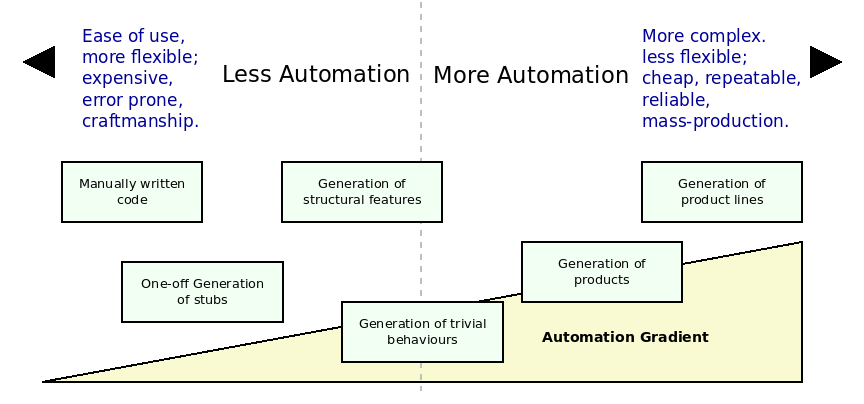 Ease of use,
more flexible;
expensive,
error prone,
craftmanship.
Less Automation
More Automation
More complex.
less flexible;
cheap, repeatable,
reliable,
mass-production.
Manually written
code
Generation of
structural features
Generation of
product lines
One-off Generation
of stubs
Generation of
products
Generation of trivial
behaviours
Automation Gradient